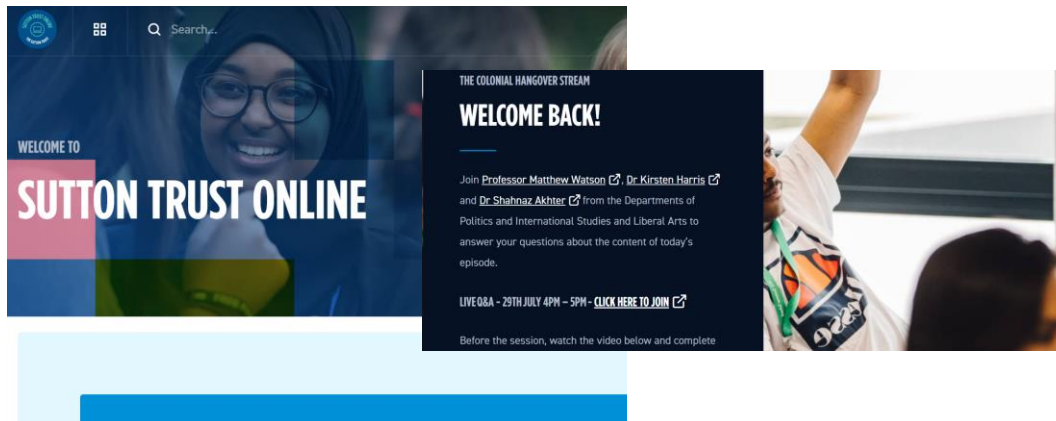 Search...
WELCOME TO
SUTTON TRUST ONLINE
THE COLONIAL HANGOVER STREAM
WELCOME BACK!
Join Professor Matthew Watson, Dr Kirsten Harris
and Dr Shahnaz Akhter from the Departments of
Politics and International Studies and Liberal Arts to
answer your questions about the content of today's
episode.
LIVE Q&A - 29TH JULY 4PM – 5PM - CLICK HERE TO JOIN
Before the session, watch the video below and complete